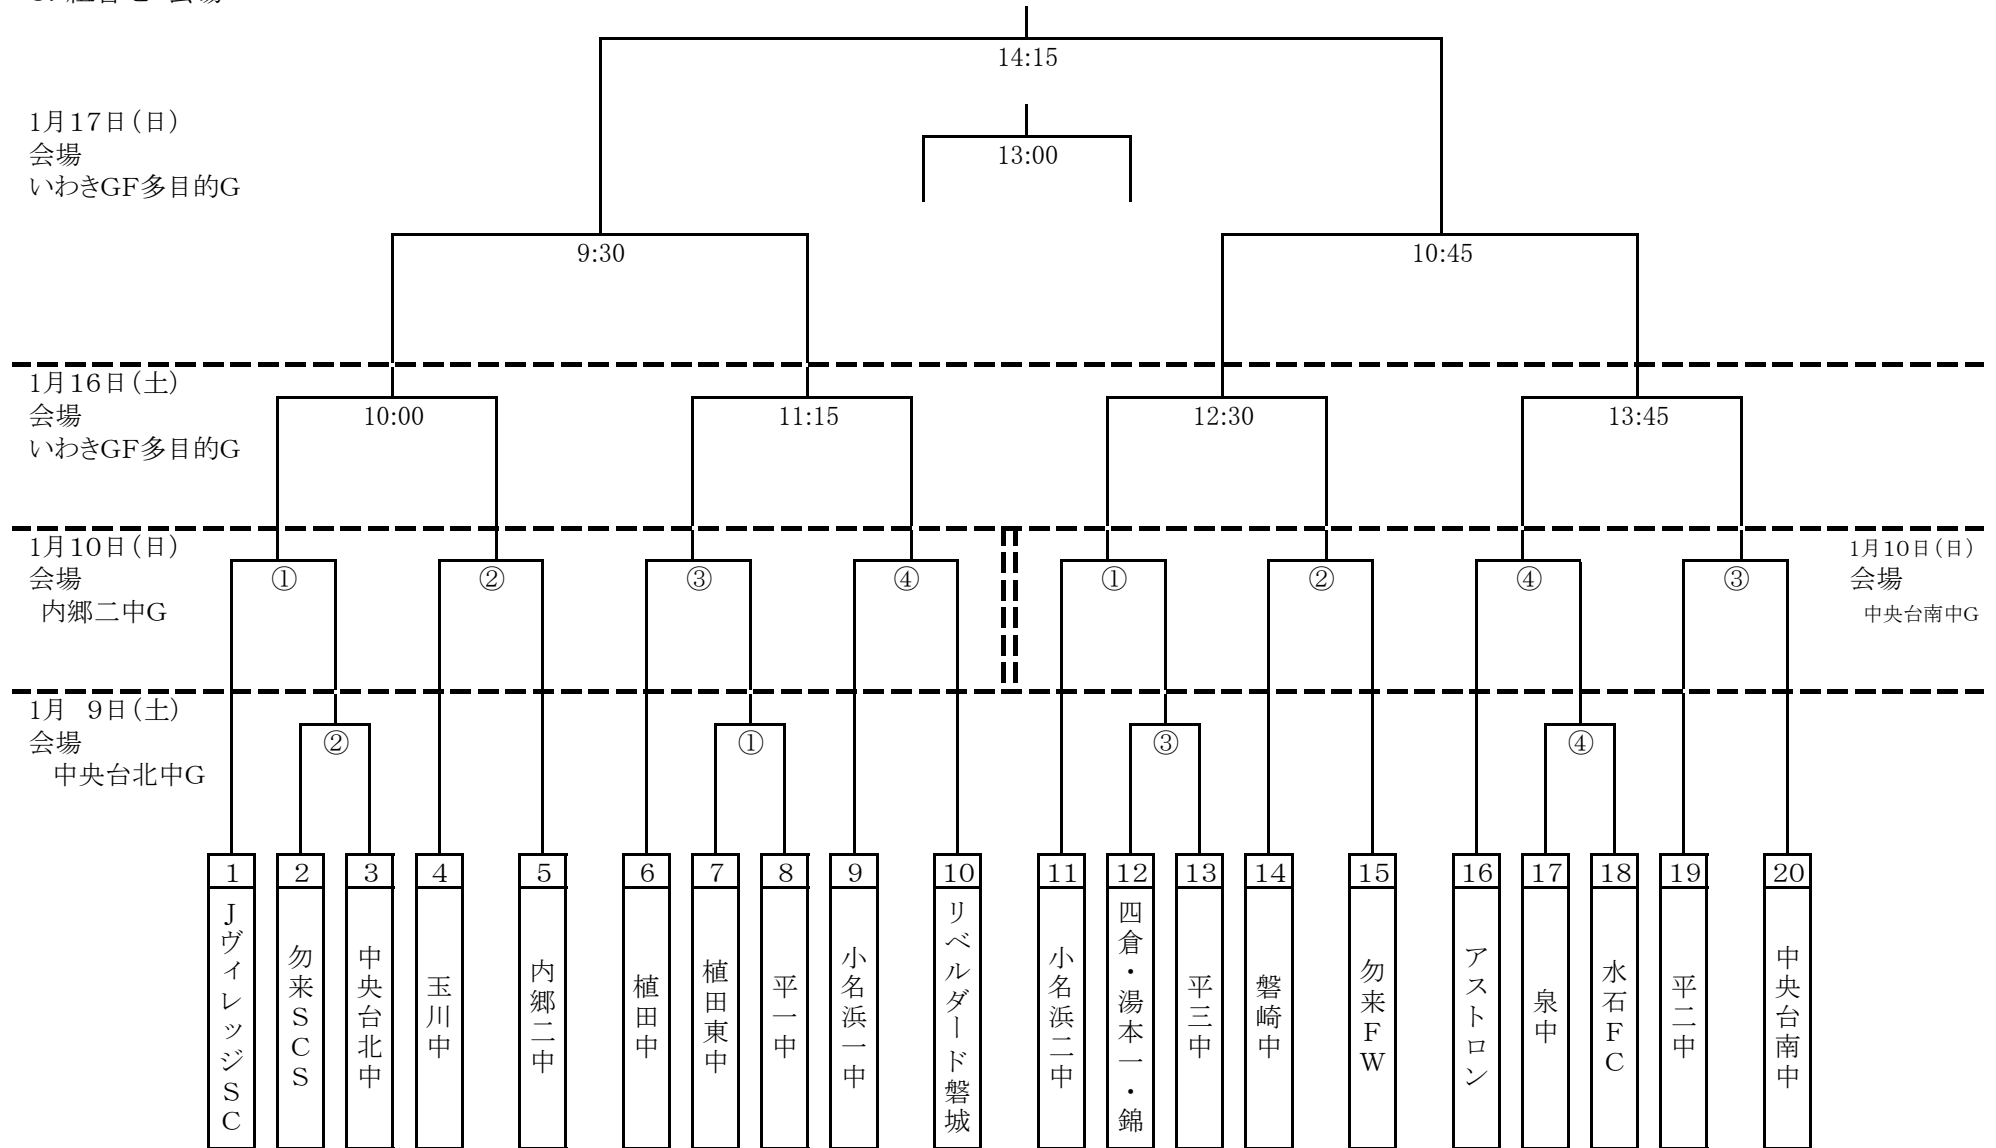 14:15
1月17日(日)
会場
いわきGF多目的G
13:00
9:30
10:45
1月16日(土)
会場
いわきGF多目的G
10:00
11:15
12:30
13:45
1月10日(日)
会場
内郷二中G
①
②
③
④
①
②
④
③
1月10日(日)
会場
中央台南中G
1月 9日(土)
会場
中央台北中G
②
①
③
④
1
2
3
4
5
6
7
8
9
10
11
12
13
14
15
16
17
18
19
20
JヴィレッジSC
勿来SCS
中央台北中
玉川中
内郷二中
植田中
植田東中
平一中
小名浜一中
リベルダード磐城
小名浜二中
四倉・湯本一・錦
平三中
磐崎中
勿来FW
アストロン
泉中
水石FC
平二中
中央台南中